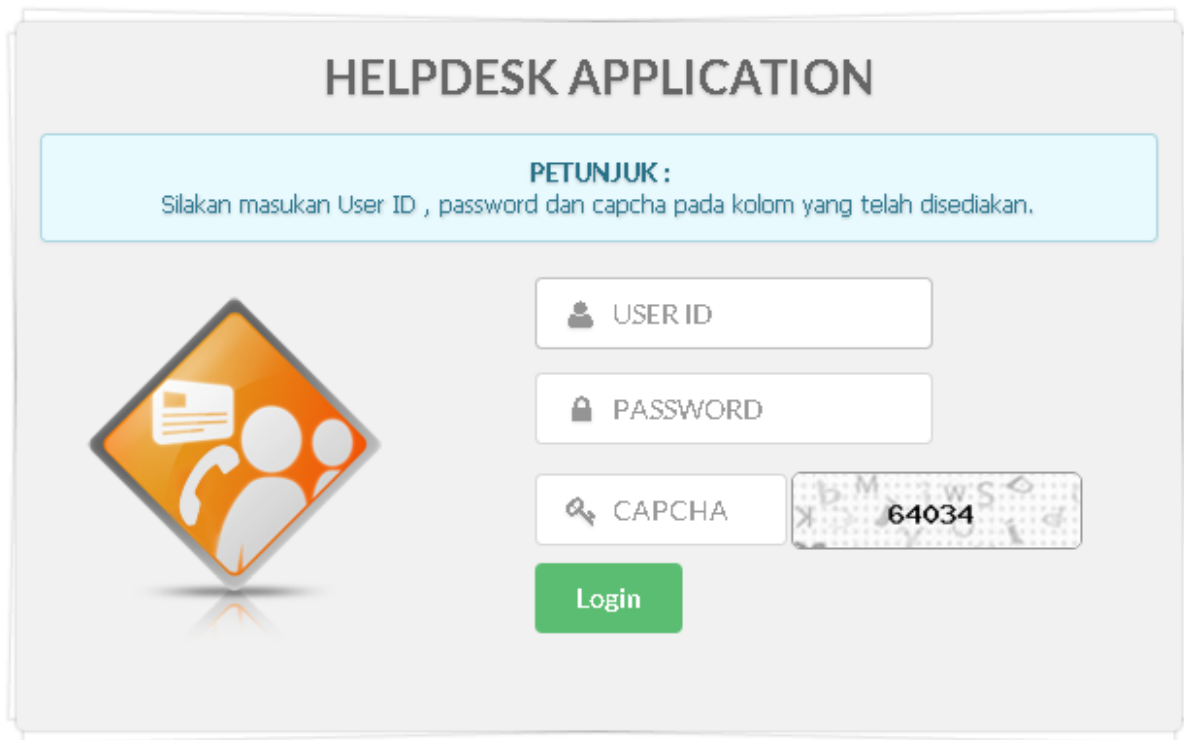 HELPDESK APPLICATION
PETUNJUK :
Silakan masukan User ID , password dan capcha pada kolom yang telah disediakan.
USER ID
PASSWORD
CAPCHA
64034
Login